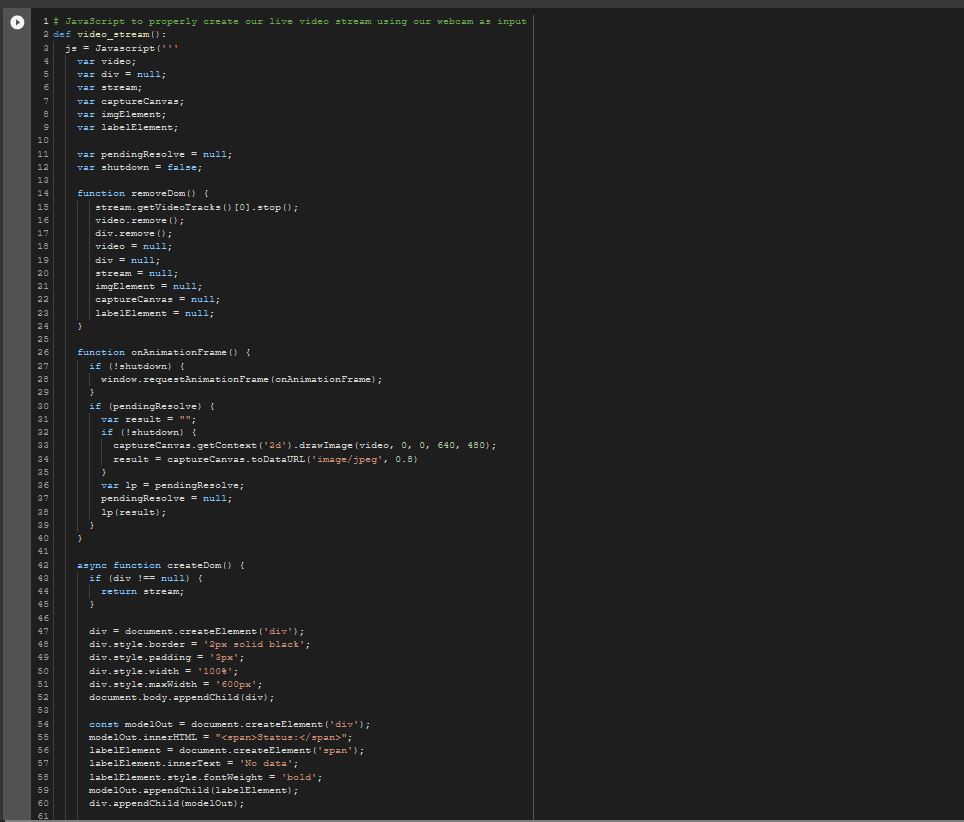 1 # JavaScript to properly create our live video stream using our webcam as input
2 def video_stream():
3   js = Javascript('''
4     var video;
5     var div = null;
6     var stream;
7     var captureCanvas;
8     var imgElement;
9     var labelElement;
10
11     var pendingResolve = null;
12     var shutdown = false;
13
14     function removeDom() {
15        stream.getVideoTracks()[0].stop();
16        video.remove();
17        div.remove();
18        video = null;
19        div = null;
20        stream = null;
21        imgElement = null;
22        captureCanvas = null;
23        labelElement = null;
24     }
25
26     function onAnimationFrame() {
27       if (!shutdown) {
28         window.requestAnimationFrame(onAnimationFrame);
29       }
30       if (pendingResolve) {
31         var result = "";
32         if (!shutdown) {
33           captureCanvas.getContext('2d').drawImage(video, 0, 0, 640, 480);
34           result = captureCanvas.toDataURL('image/jpeg', 0.8)
35         }
36         var lp = pendingResolve;
37         pendingResolve = null;
38         lp(result);
39       }
40     }
41
42     async function createDom() {
43       if (div !== null) {
44         return stream;
45       }
46
47       div = document.createElement('div');
48       div.style.border = '2px solid black';
49       div.style.padding = '3px';
50       div.style.width = '100%';
51       div.style.maxWidth = '600px';
52       document.body.appendChild(div);
53
54       const modelOut = document.createElement('div');
55       modelOut.innerHTML = "<span>Status:</span>";
56       labelElement = document.createElement('span');
57       labelElement.innerText = 'No data';
58       labelElement.style.fontWeight = 'bold';
59       modelOut.appendChild(labelElement);
60       div.appendChild(modelOut);
61